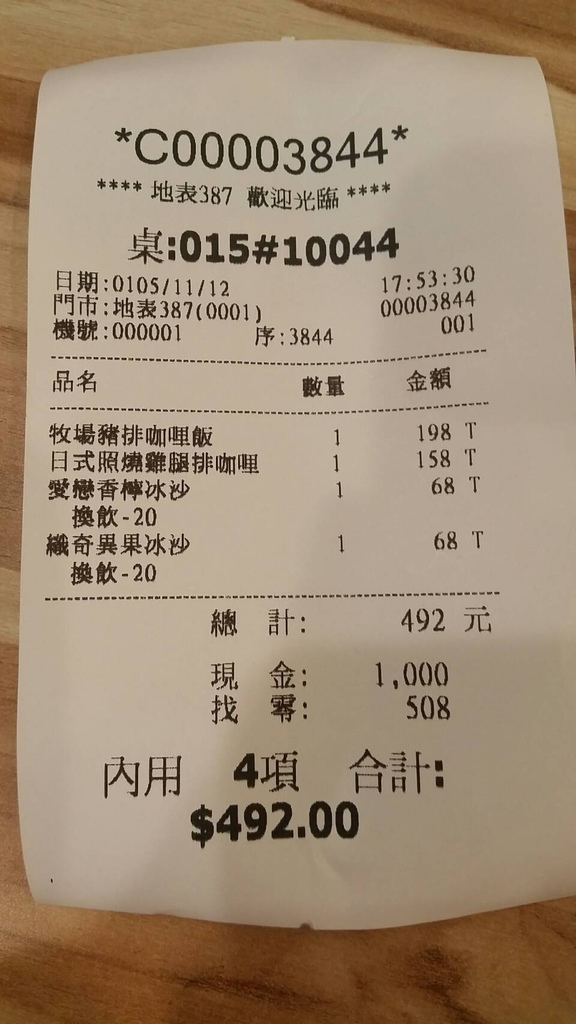 *C00003844*
**** 地表387 歡迎光臨 ****
桌:015#10044
日期:0105/11/12 17:53:30
門市:地表387(0001) 00003844
機號:000001 序:3844 001
品名 數量 金額
牧場豬排咖哩飯 1 198 T
日式照燒雞腿排咖哩 1 158 T
愛戀香檸冰沙 1 68 T
換飲-20
纖奇異果冰沙 1 68 T
換飲-20
總 計: 492 元
現 金: 1,000
找 零: 508
內用 4項 合計:
$492.00